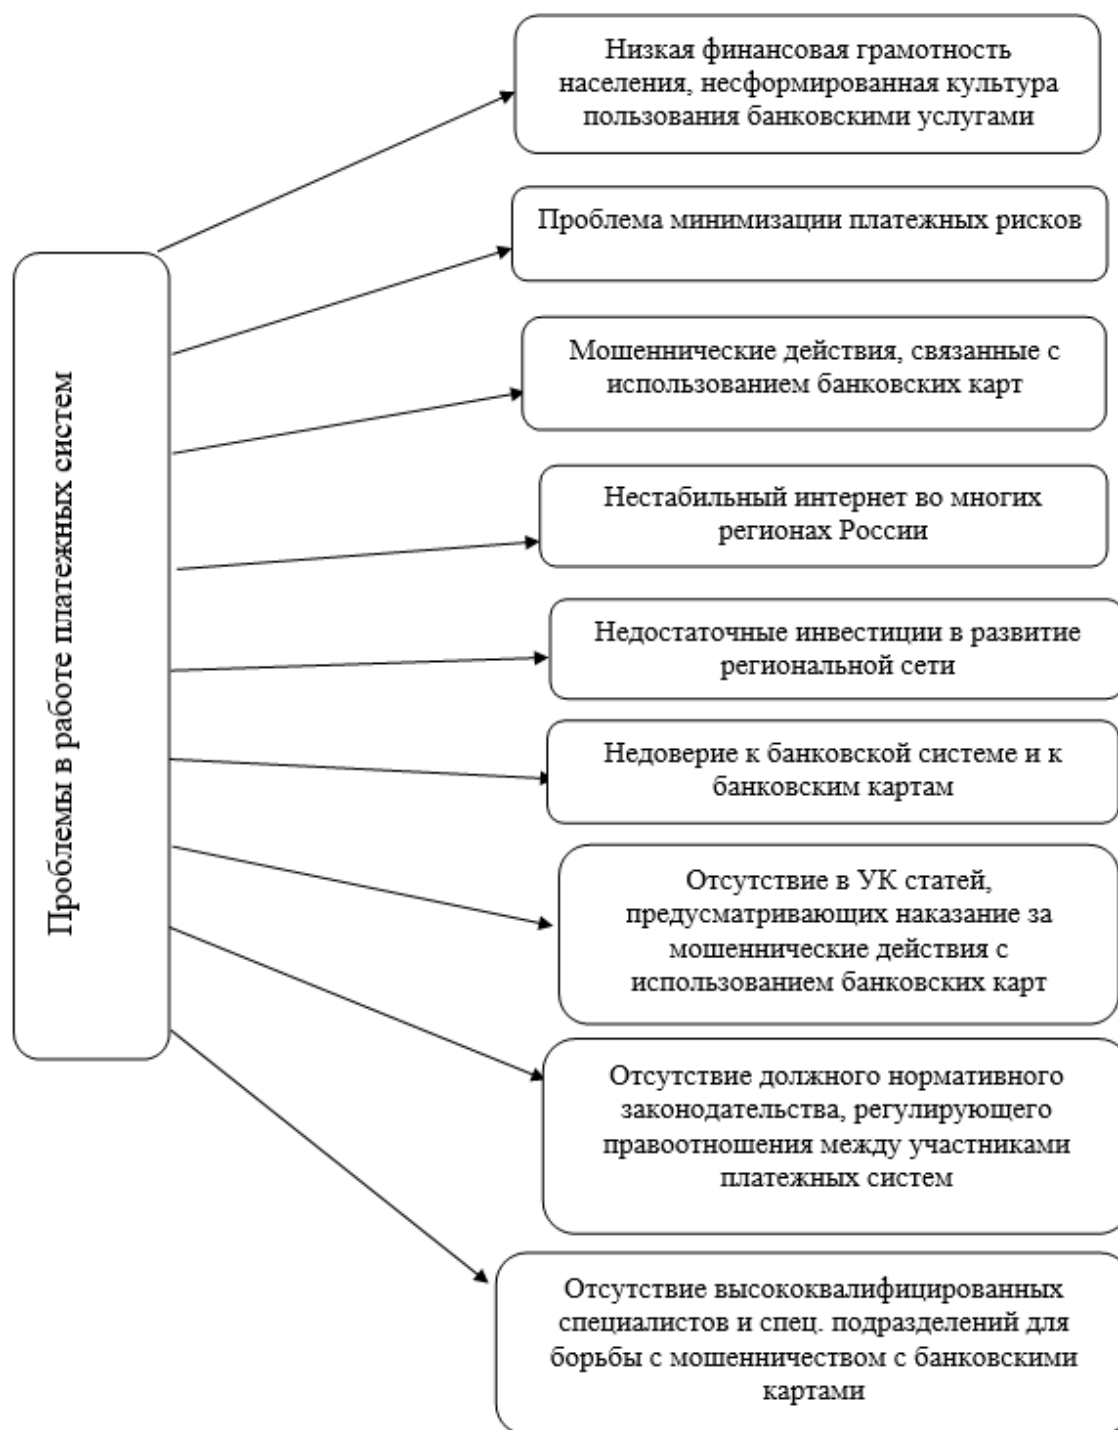 Проблемы в работе платежных систем
Низкая финансовая грамотность
населения, несформированная культура
пользования банковскими услугами
Проблема минимизации платежных рисков
Мошеннические действия, связанные с
использованием банковских карт
Нестабильный интернет во многих
регионах России
Недостаточные инвестиции в развитие
региональной сети
Недоверие к банковской системе и к
банковским картам
Отсутствие в УК статей,
предусматривающих наказание за
мошеннические действия с
использованием банковских карт
Отсутствие должного нормативного
законодательства, регулирующего
правоотношения между участниками
платежных систем
Отсутствие высококвалифицированных
специалистов и спец. подразделений для
борьбы с мошенничеством с банковскими
картами